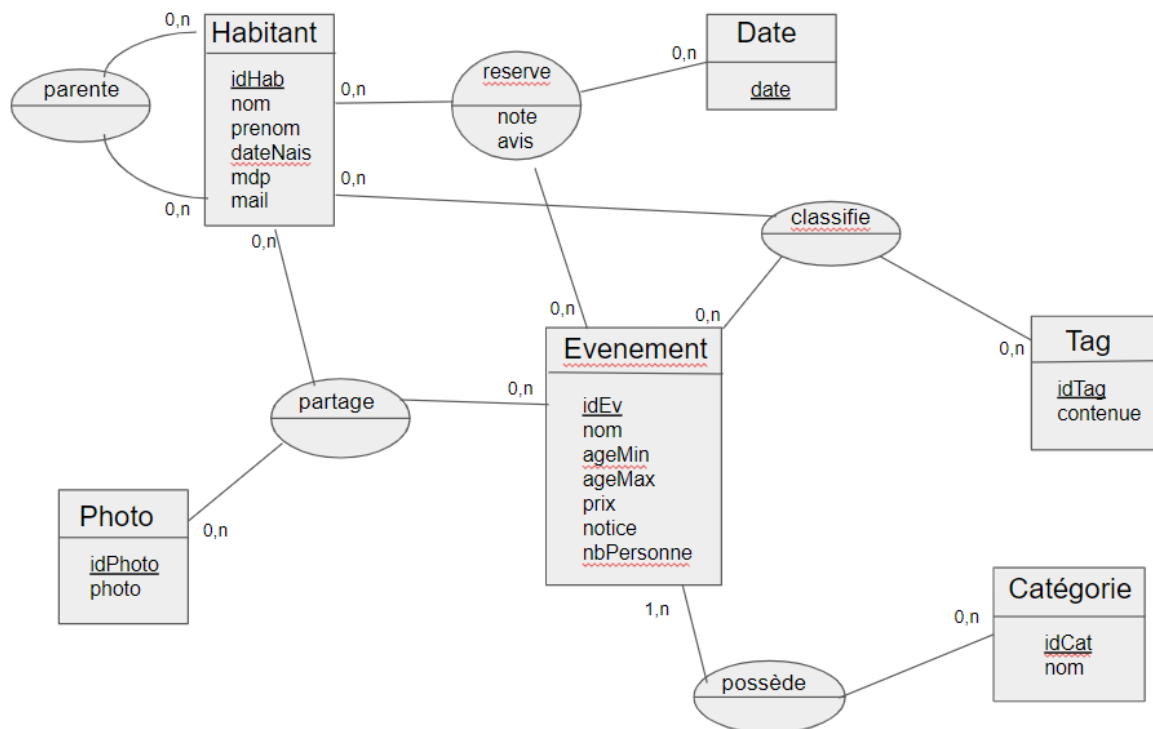 0,n
Habitant
idHab
nom
prenom
dateNais
mdp
mail
0,n
parente
0,n
0,n
0,n
reserve
note
avis
0,n
Date
date
0,n
classifie
0,n
0,n
0,n
Tag
idTag
contenue
Evenement
idEv
nom
ageMin
ageMax
prix
notice
nbPersonne
0,n
partage
0,n
Photo
idPhoto
photo
1,n
possède
0,n
Catégorie
idCat
nom